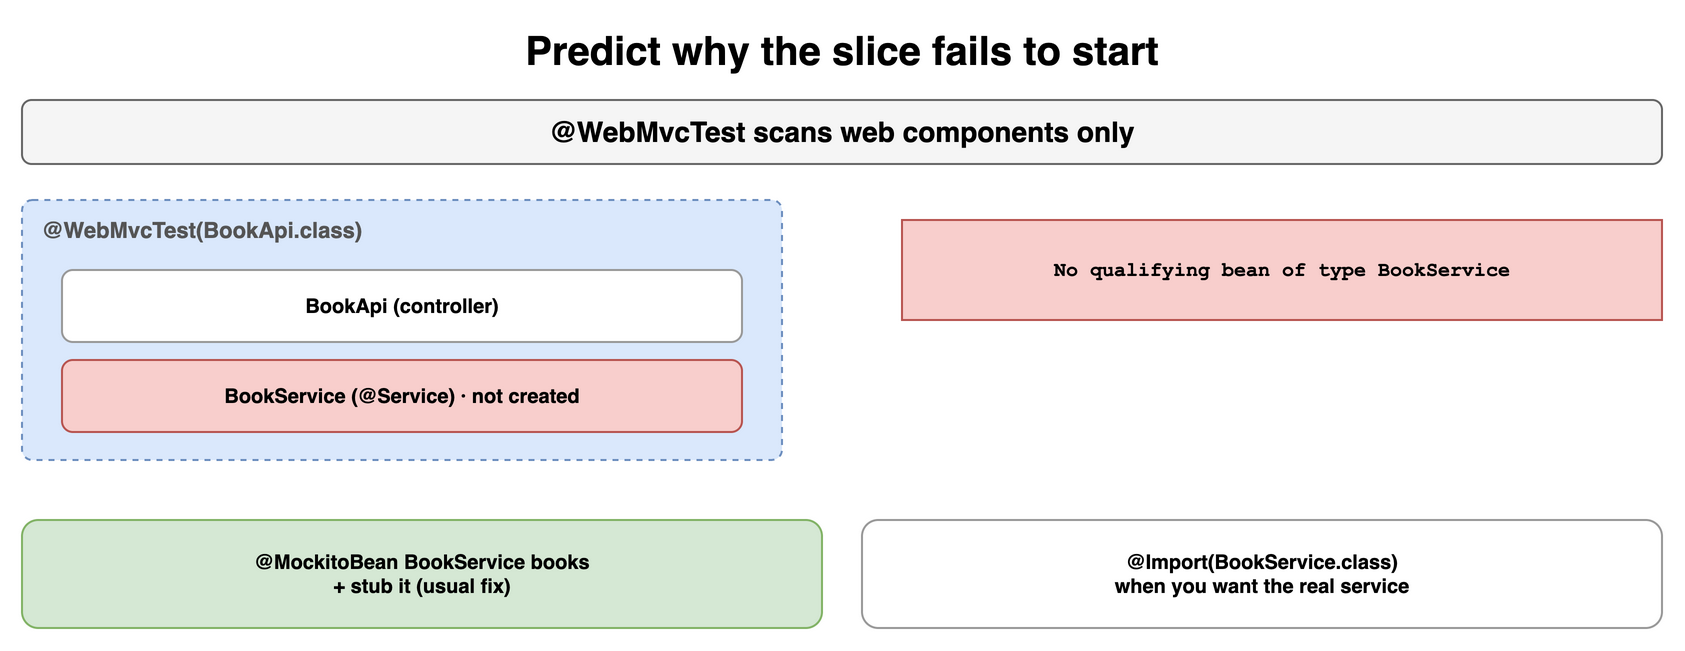 Predict why the slice fails to start
@WebMvcTest scans web components only
@WebMvcTest(BookApi.class)
BookApi (controller)
BookService (@Service) · not created
No qualifying bean of type BookService
@MockitoBean BookService books
+ stub it (usual fix)
@Import(BookService.class)
when you want the real service